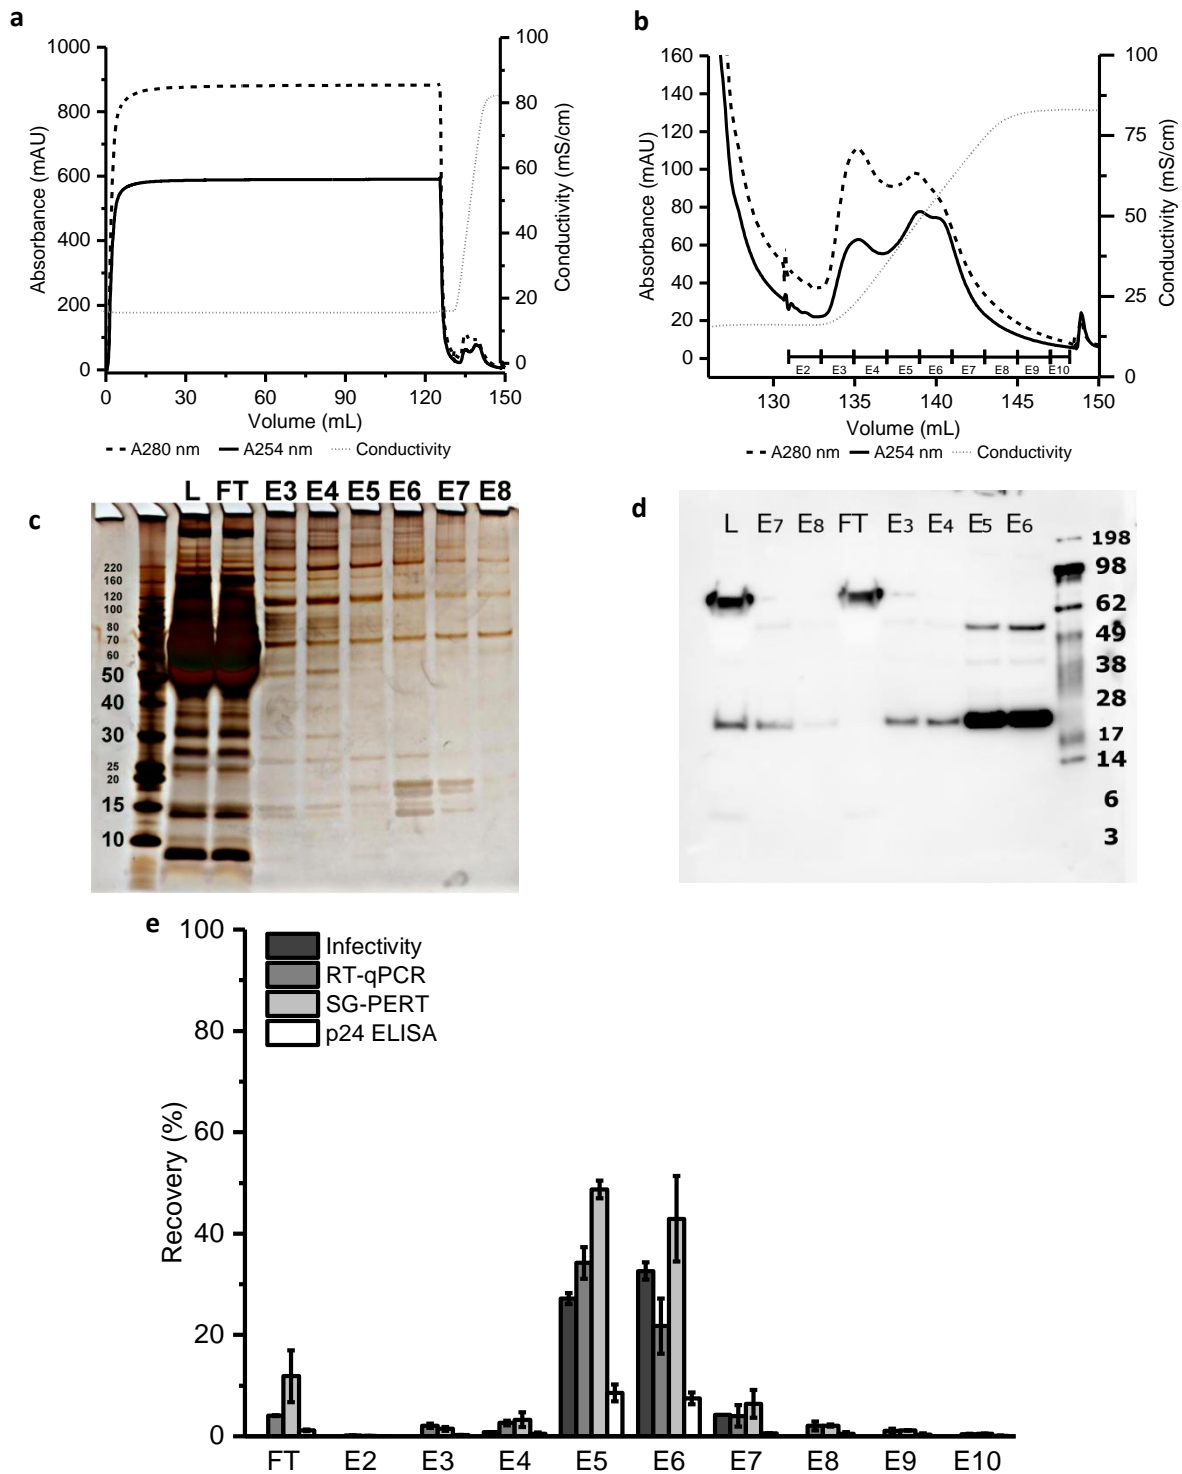 a
1000
800
600
400
200
0
Absorbance (mAU)
100
80
60
40
20
0
Conductivity (mS/cm)
0 30 60 90 120 150
Volume (mL)
A280 nm A254 nm Conductivity
b
160
140
120
100
80
60
40
20
0
Absorbance (mAU)
100
75
50
25
0
Conductivity (mS/cm)
E2 E3 E4 E5 E6 E7 E8 E9 E10
130 135 140 145 150
Volume (mL)
A280 nm A254 nm Conductivity
c
L FT E3 E4 E5 E6 E7 E8
220
160
120
100
80
70
60
50
40
30
25
20
15
10
d
L E7 E8 FT E3 E4 E5 E6
198
98
62
49
38
28
17
14
6
3
e
Infectivity
RT-qPCR
SG-PERT
p24 ELISA
100
80
60
40
20
0
Recovery (%)
FT E2 E3 E4 E5 E6 E7 E8 E9 E10